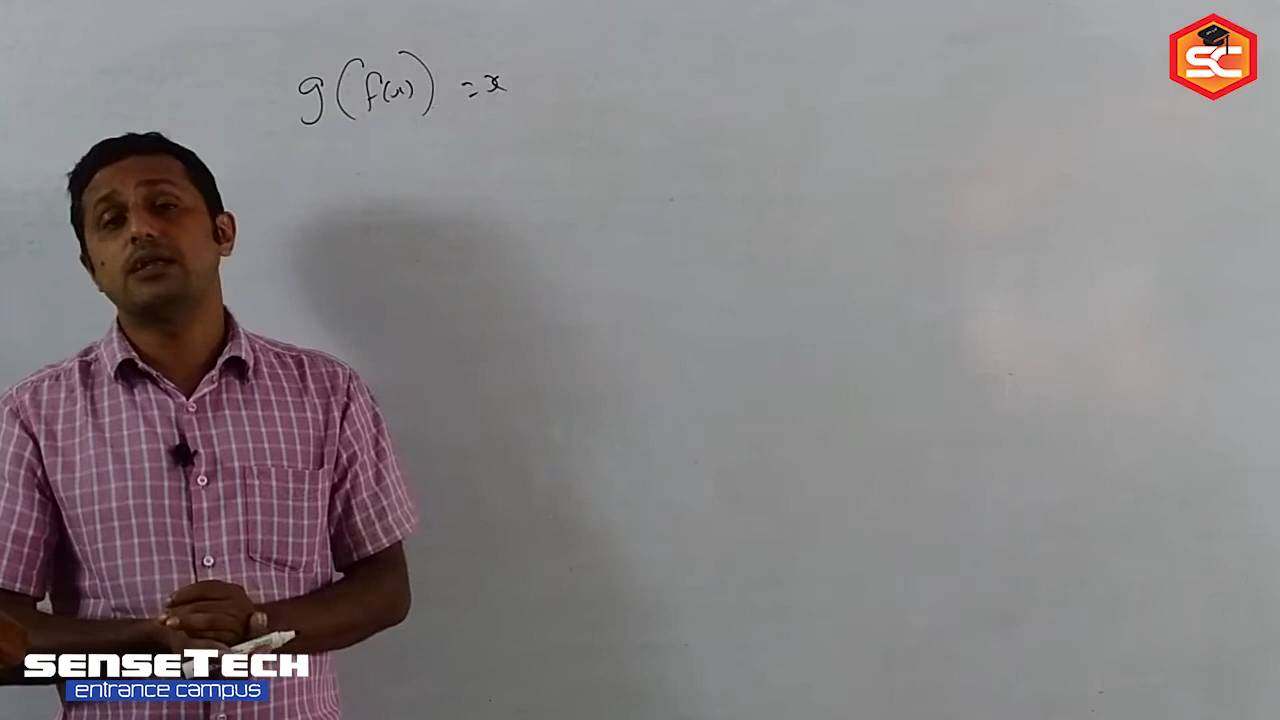 g(f(x)) = x
SC
SENSETECH
entrance campus